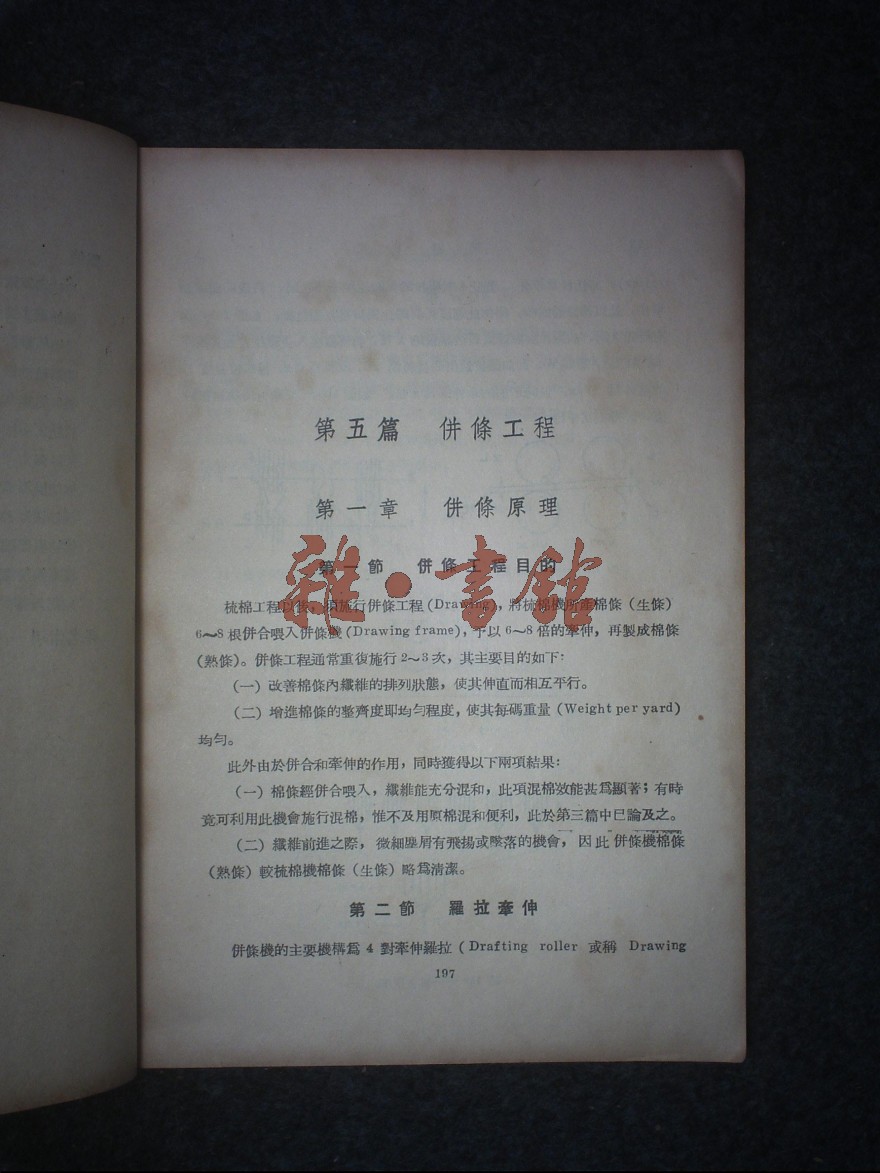 第五篇 併條工程
第一章 併條原理
第一節 併條工程目的
雜·書館
梳棉工程以後，須施行併條工程(Drawing)，將梳棉機所產棉條（生條）
6～8根併合喂入併條機(Drawing frame)，予以6～8倍的牽伸，再製成棉條
(熟條)。併條工程通常重復施行2～3次，其主要目的如下：
（一）改善棉條內纖維的排列狀態，使其伸直而相互平行。
（二）增進棉條的整齊度即均勻程度，使其每碼重量(Weight per yard)
均勻。
此外由於併合和牽伸的作用，同時獲得以下兩項結果：
（一）棉條經併合喂入，纖維能充分混和，此項混棉效能甚爲顯著；有時
竟可利用此機會施行混棉，惟不及用原棉混和便利，此於第三篇中已論及之。
（二）纖維前進之際，微細塵屑有飛揚或墜落的機會，因此併條機棉條
（熟條）較梳棉機棉條（生條）略爲清潔。
第二節 羅拉牽伸
併條機的主要機構爲4對牽伸羅拉(Drafting roller 或稱 Drawing
197